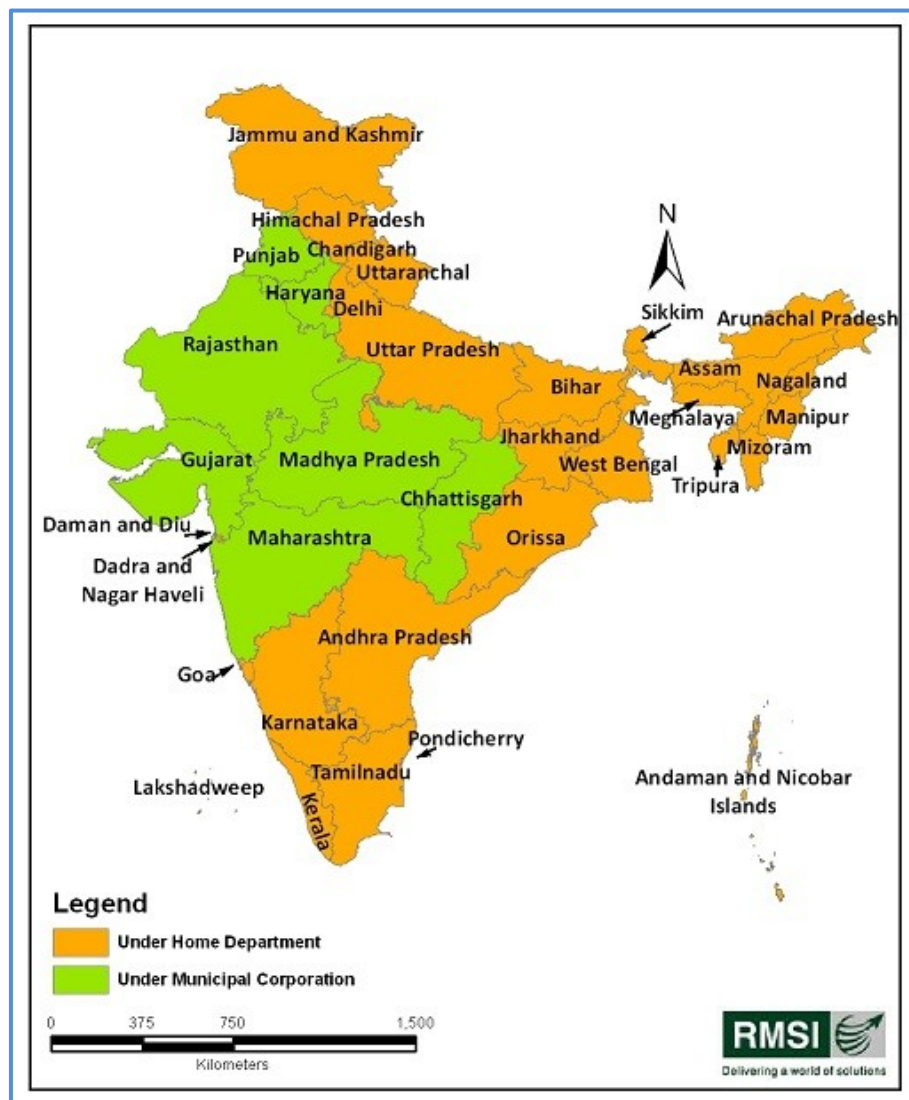 Jammu and Kashmir
N
Himachal Pradesh
Punjab
Chandigarh
Uttaranchal
Haryana
Delhi
Sikkim
Arunachal Pradesh
Rajasthan
Uttar Pradesh
Assam
Bihar
Nagaland
Meghalaya
Manipur
Jharkhand
Mizoram
Gujarat
Madhya Pradesh
West Bengal
Tripura
Chhattisgarh
Daman and Diu
Maharashtra
Orissa
Dadra and
Nagar Haveli
Andhra Pradesh
Goa
Karnataka
Pondicherry
Lakshadweep
Tamilnadu
Andaman and Nicobar
Islands
Kerala
Legend
Under Home Department
Under Municipal Corporation
0 375 750 1,500
Kilometers
RMSI
Delivering a world of solutions